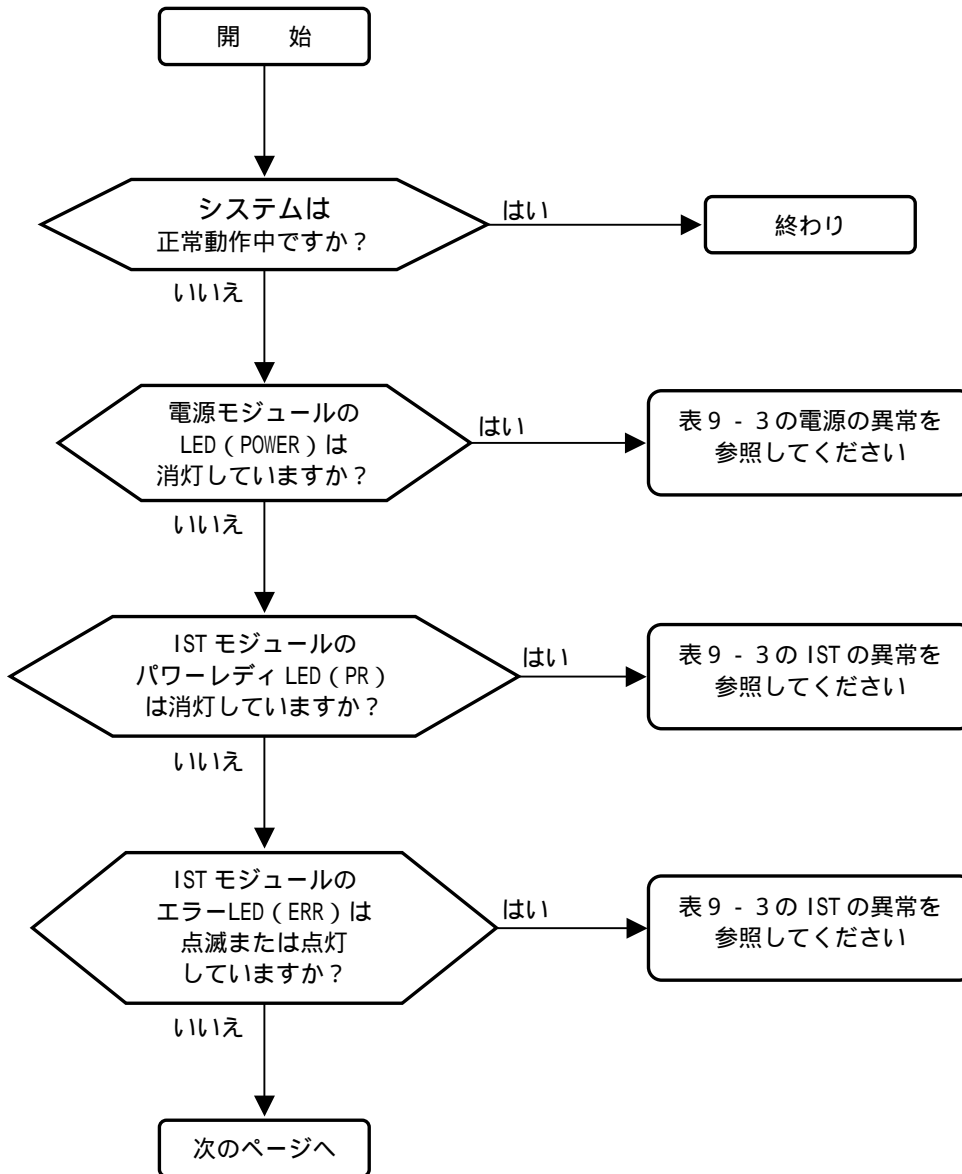 開　　始
システムは
正常動作中ですか？
はい
終わり
いいえ
電源モジュールの
LED（POWER）は
消灯していますか？
はい
表９‐３の電源の異常を
参照してください
いいえ
IST モジュールの
パワーレディ LED（PR）
は消灯していますか？
はい
表９‐３の IST の異常を
参照してください
いいえ
IST モジュールの
エラーLED（ERR）は
点滅または点灯
していますか？
はい
表９‐３の IST の異常を
参照してください
いいえ
次のページへ